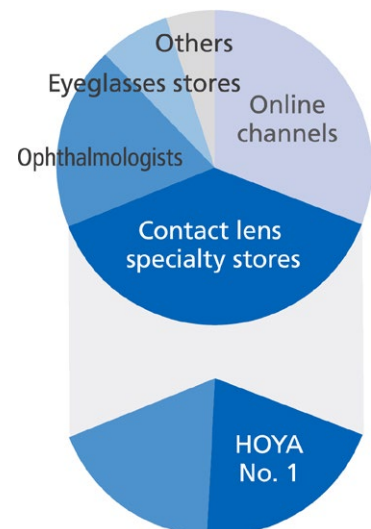 Others
Eyeglasses stores
Online
channels
Ophthalmologists
Contact lens
specialty stores
HOYA
No. 1